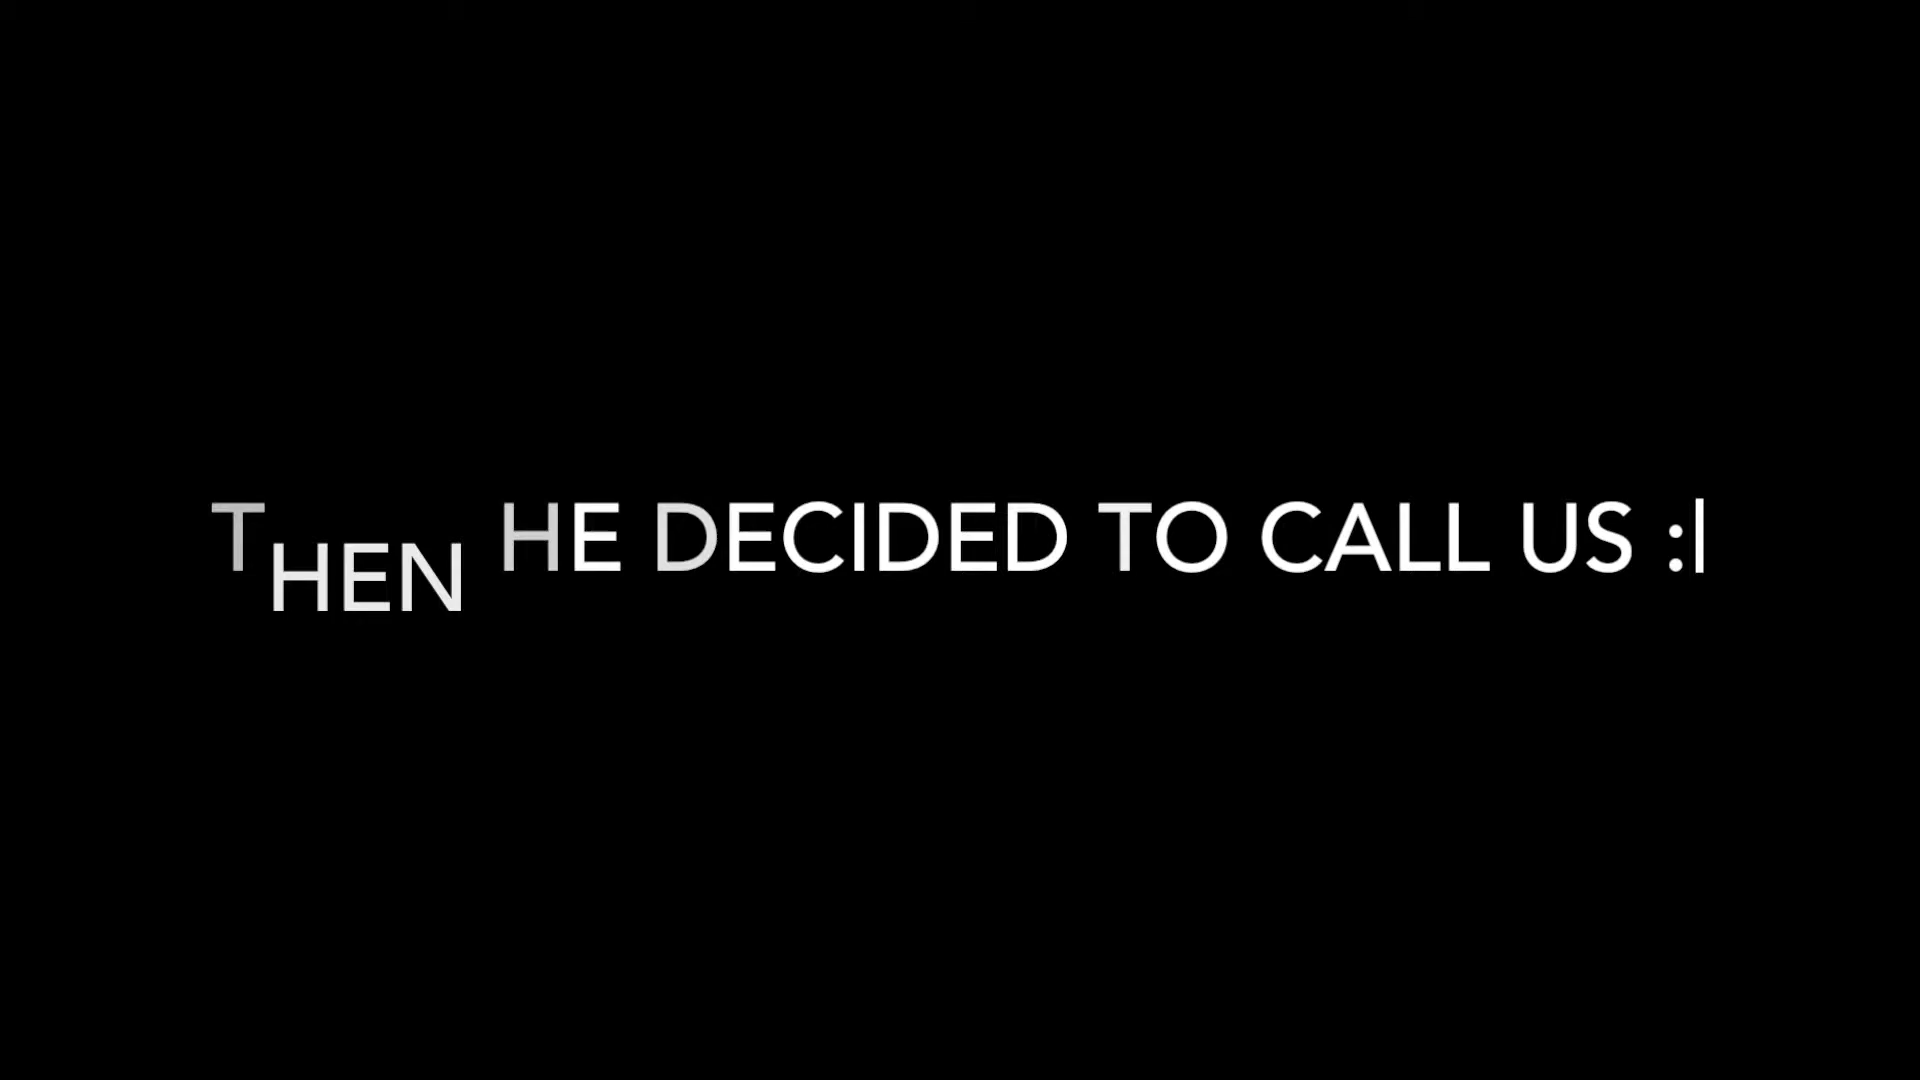 THEN HE DECIDED TO CALL US :|